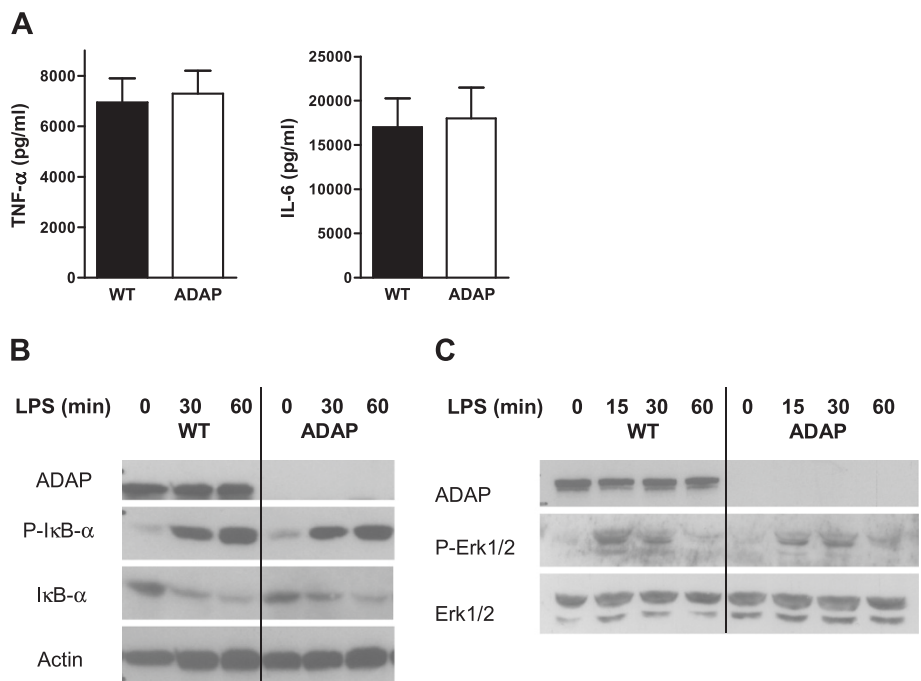 A
TNF-α (pg/ml)
8000
6000
4000
2000
0
WT ADAP
IL-6 (pg/ml)
25000
20000
15000
10000
5000
0
WT ADAP
B
LPS (min) 0 30 60 0 30 60
WT ADAP
ADAP
P-IκB-α
IκB-α
Actin
C
LPS (min) 0 15 30 60 0 15 30 60
WT ADAP
ADAP
P-Erk1/2
Erk1/2